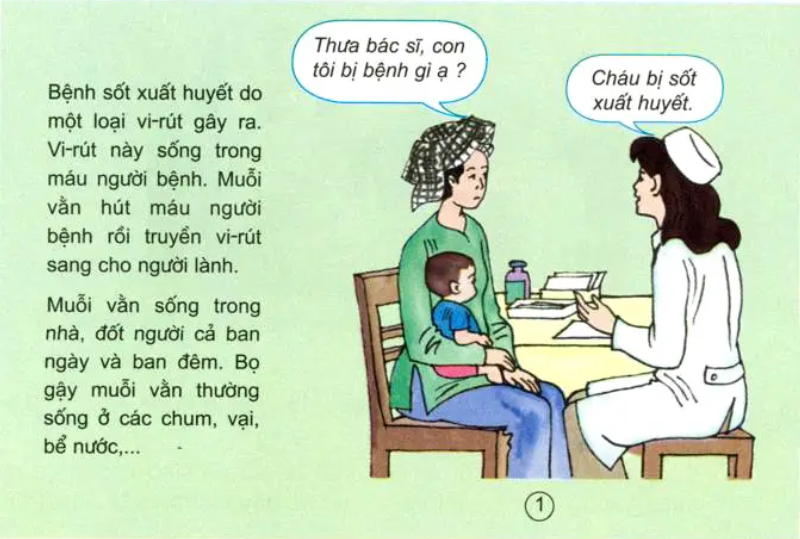 Thưa bác sĩ, con
tôi bị bệnh gì ạ ?
Cháu bị sốt
xuất huyết.
Bệnh sốt xuất huyết do
một loại vi-rút gây ra.
Vi-rút này sống trong
máu người bệnh. Muỗi
vằn hút máu người
bệnh rồi truyền vi-rút
sang cho người lành.
Muỗi vằn sống trong
nhà, đốt người cả ban
ngày và ban đêm. Bọ
gậy muỗi vằn thường
sống ở các chum, vại,
bể nước,...
1